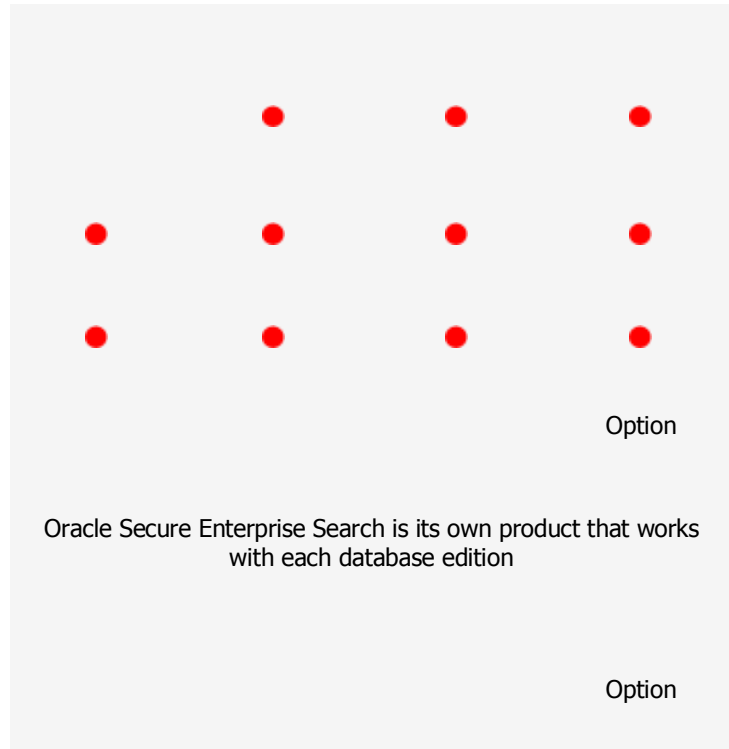 Option
Oracle Secure Enterprise Search is its own product that works
with each database edition
Option